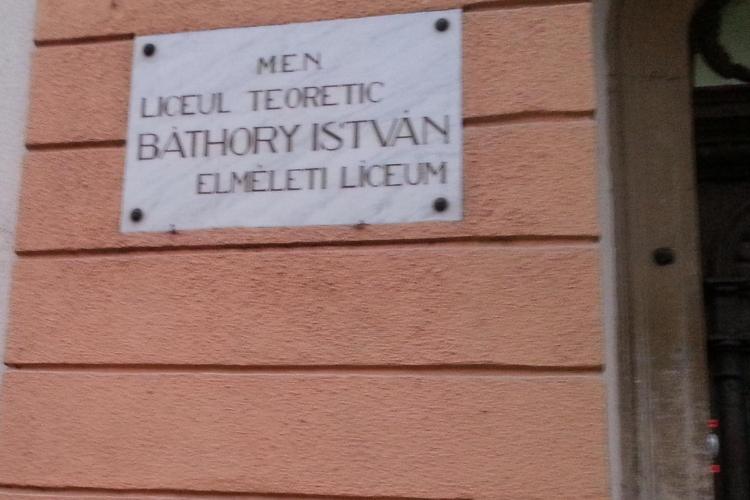 M.E.N
LICEUL TEORETIC
BÁTHORY ISTVÁN
ELMÉLETI LICEUM